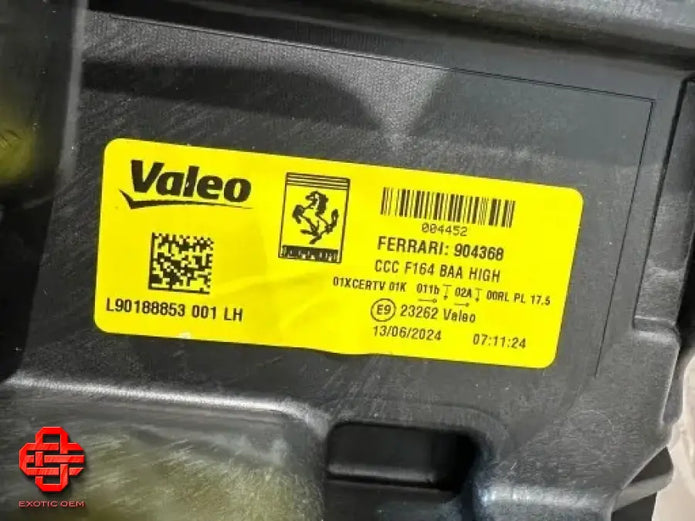 Valeo
004452
FERRARI: 904368
CCC F164 BAA HIGH
01XCERTV 01K 011b 02A 00RL PL 17.5
E9 23262 Valeo
L90188853 001 LH
13/06/2024 07:11:24
EXOTIC OEM